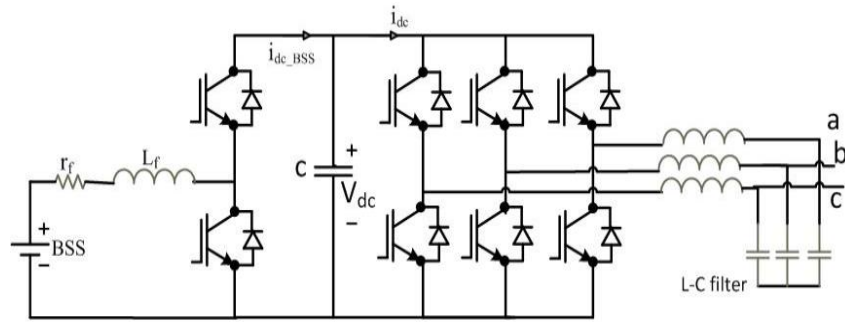 i_dc
i_dc_BSS
a
b
c
r_f
L_f
+
C
V_dc
−
+
BSS
−
L-C filter